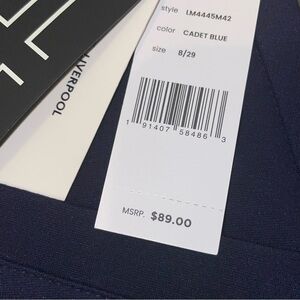 LIVERPOOL
style LM4445M42
color CADET BLUE
size 8/29
1 91407 58486 3
MSRP. $89.00